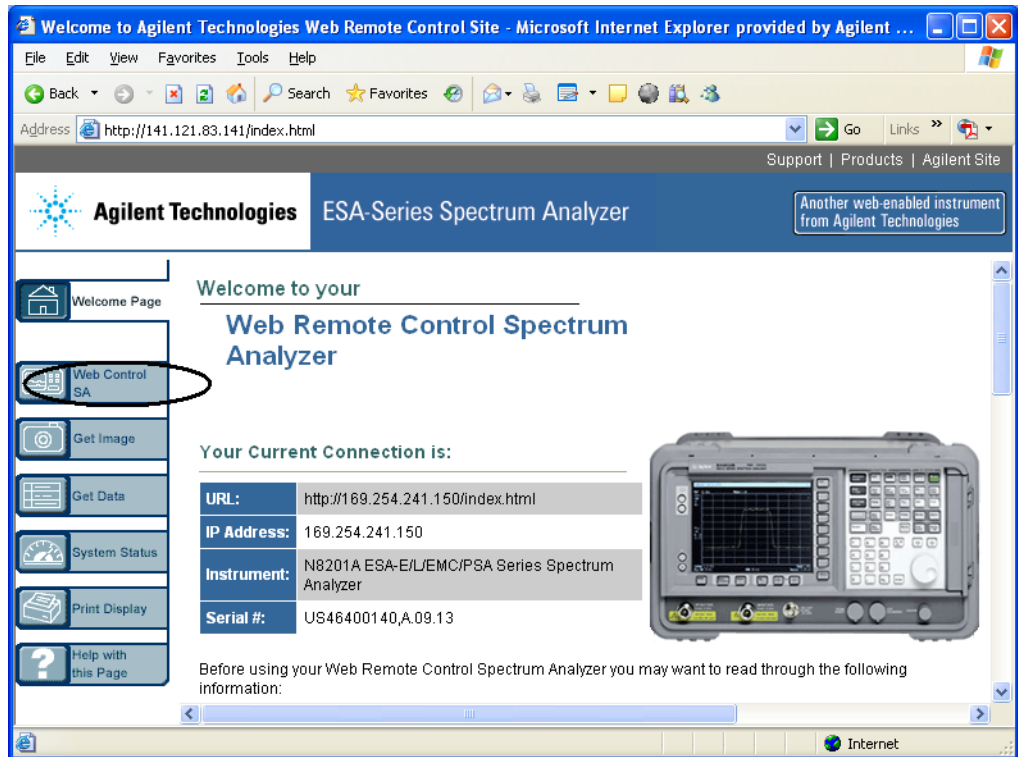 Welcome to Agilent Technologies Web Remote Control Site - Microsoft Internet Explorer provided by Agilent ...
File Edit View Favorites Tools Help
Back Search Favorites
Address http://141.121.83.141/index.html Go Links »
Support | Products | Agilent Site
Agilent Technologies
ESA-Series Spectrum Analyzer
Another web-enabled instrument
from Agilent Technologies
Welcome Page
Web Control
SA
Get Image
Get Data
System Status
Print Display
Help with
this Page
Welcome to your
Web Remote Control Spectrum
Analyzer
Your Current Connection is:
URL: http://169.254.241.150/index.html
IP Address: 169.254.241.150
Instrument: N8201A ESA-E/L/EMC/PSA Series Spectrum
Analyzer
Serial #: US46400140,A.09.13
Before using your Web Remote Control Spectrum Analyzer you may want to read through the following
information:
Internet